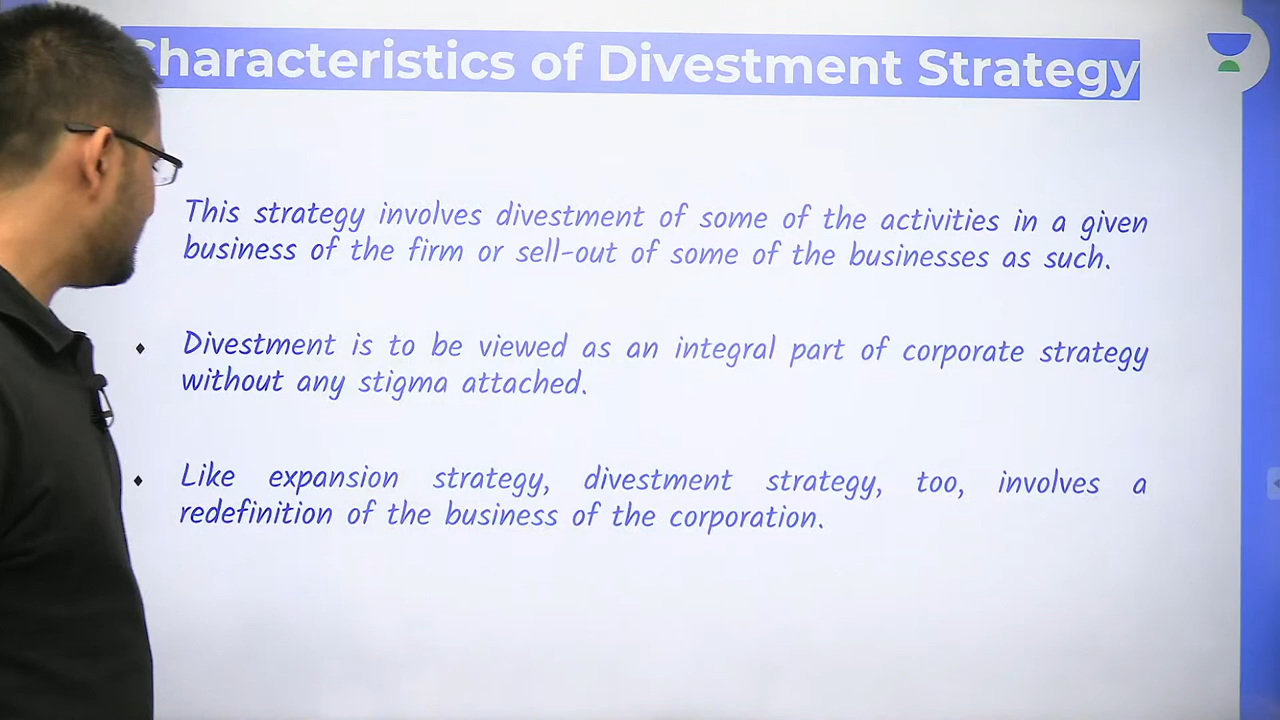 Characteristics of Divestment Strategy
This strategy involves divestment of some of the activities in a given
business of the firm or sell-out of some of the businesses as such.
Divestment is to be viewed as an integral part of corporate strategy
without any stigma attached.
Like expansion strategy, divestment strategy, too, involves a
redefinition of the business of the corporation.